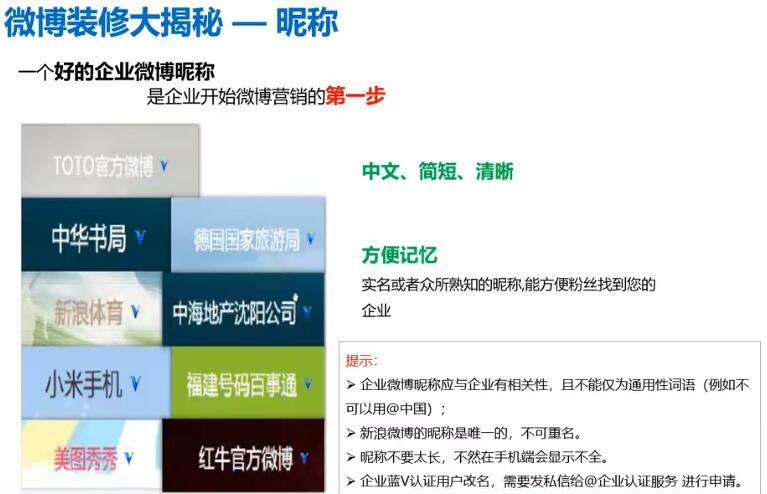 微博装修大揭秘 — 昵称
一个好的企业微博昵称
是企业开始微博营销的第一步
TOTO官方微博
中华书局
德国国家旅游局
新浪体育
中海地产沈阳公司
小米手机
福建号码百事通
美图秀秀
红牛官方微博
中文、简短、清晰
方便记忆
实名或者众所熟知的昵称,能方便粉丝找到您的
企业
提示:
➢ 企业微博昵称应与企业有相关性，且不能仅为通用性词语（例如不
可以用@中国）;
➢ 新浪微博的昵称是唯一的，不可重名。
➢ 昵称不要太长，不然在手机端会显示不全。
➢ 企业蓝V认证用户改名，需要发私信给@企业认证服务 进行申请。